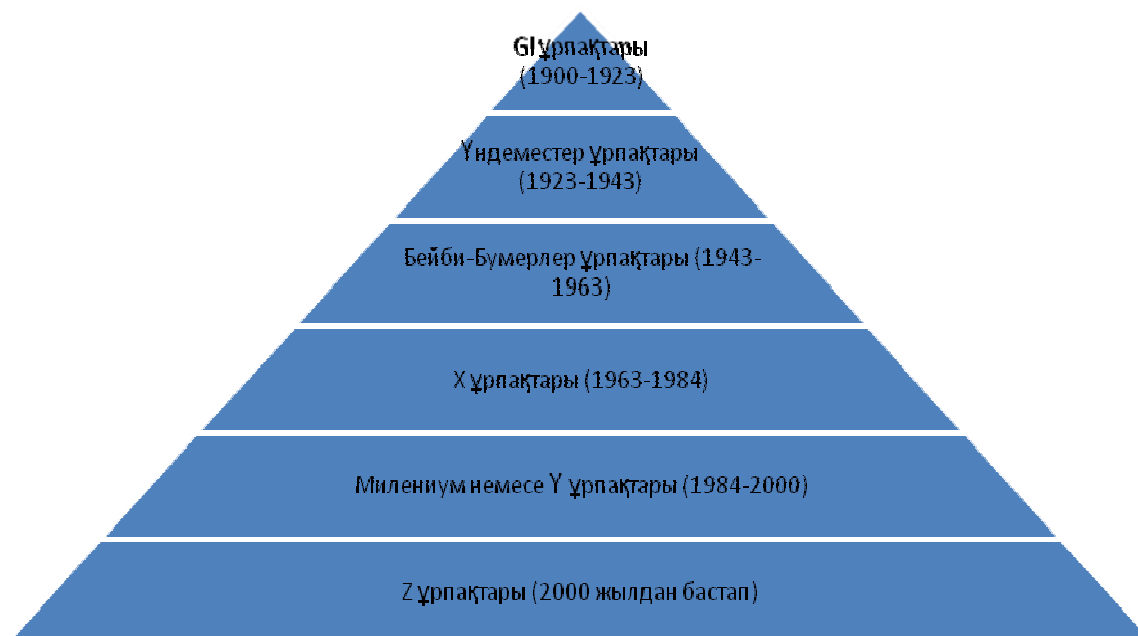 GI ұрпақтары
(1900-1923)
Үндеместер ұрпақтары
(1923-1943)
Бейби-Бумерлер ұрпақтары (1943-
1963)
X ұрпақтары (1963-1984)
Милениум немесе Y ұрпақтары (1984-2000)
Z ұрпақтары (2000 жылдан бастап)